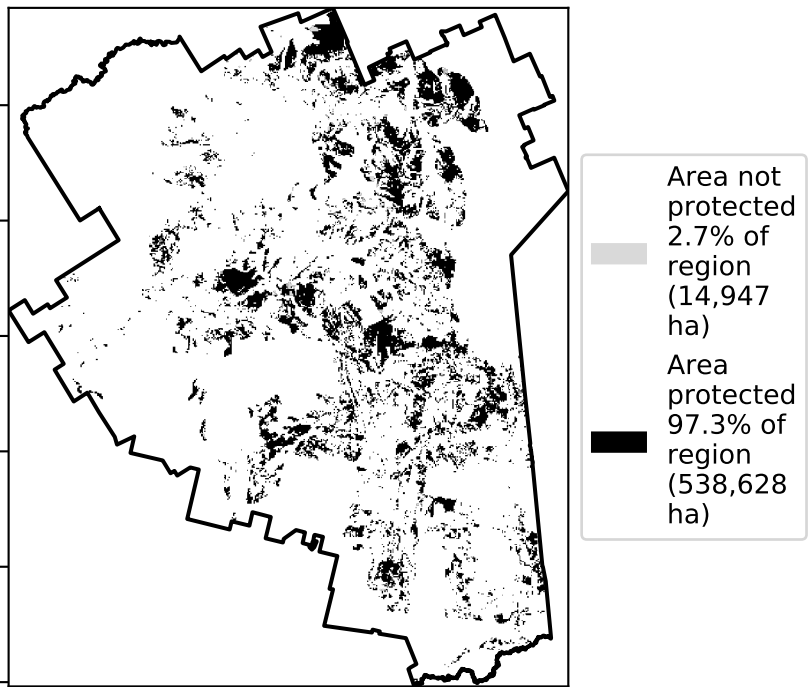 Area not
protected
2.7% of
region
(14,947
ha)
Area
protected
97.3% of
region
(538,628
ha)